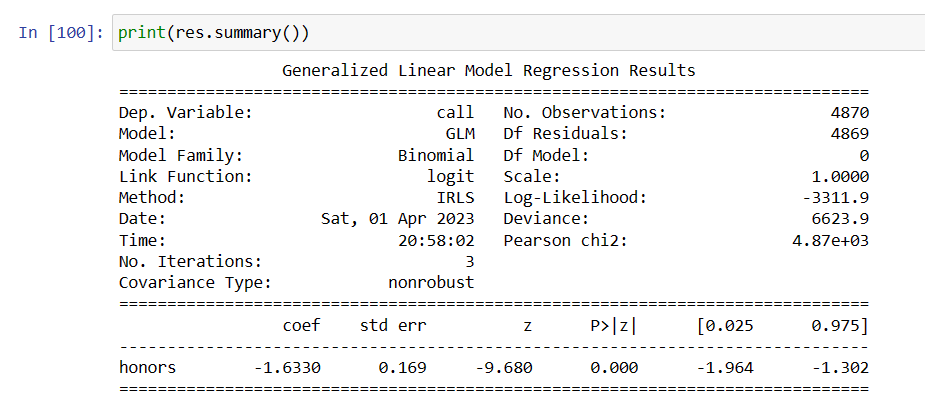 In [100]: print(res.summary())
Generalized Linear Model Regression Results
==============================================================================
Dep. Variable:                   call   No. Observations:                 4870
Model:                            GLM   Df Residuals:                     4869
Model Family:                Binomial   Df Model:                            0
Link Function:                  logit   Scale:                          1.0000
Method:                          IRLS   Log-Likelihood:                -3311.9
Date:                Sat, 01 Apr 2023   Deviance:                       6623.9
Time:                        20:58:02   Pearson chi2:                 4.87e+03
No. Iterations:                     3
Covariance Type:            nonrobust
==============================================================================
                 coef    std err          z      P>|z|      [0.025      0.975]
------------------------------------------------------------------------------
honors        -1.6330      0.169     -9.680      0.000      -1.964      -1.302
==============================================================================